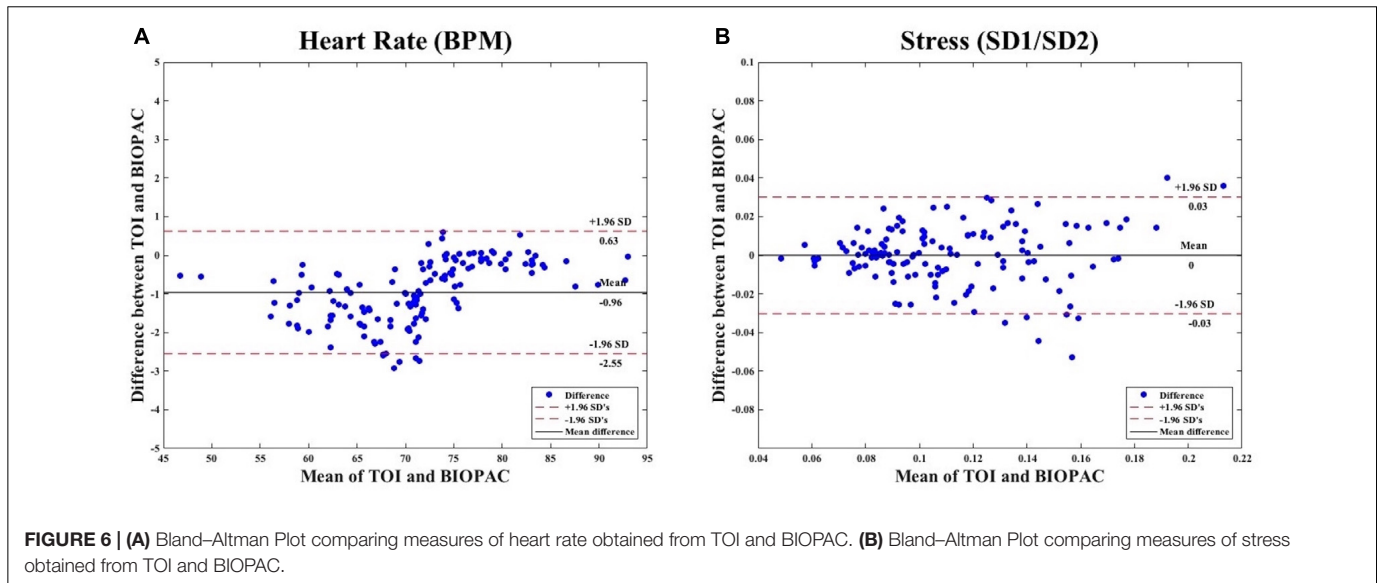 A
Heart Rate (BPM)
Difference between TOI and BIOPAC
5
4
3
2
1
0
-1
-2
-3
-4
-5
+1.96 SD
0.63
Mean
-0.96
-1.96 SD
-2.55
Difference
+1.96 SD's
-1.96 SD's
Mean difference
45 50 55 60 65 70 75 80 85 90 95
Mean of TOI and BIOPAC
B
Stress (SD1/SD2)
Difference between TOI and BIOPAC
0.1
0.08
0.06
0.04
0.02
0
-0.02
-0.04
-0.06
-0.08
+1.96 SD
0.03
Mean
0
-1.96 SD
-0.03
Difference
+1.96 SD's
-1.96 SD's
Mean difference
0.04 0.06 0.08 0.1 0.12 0.14 0.16 0.18 0.2 0.22
Mean of TOI and BIOPAC
FIGURE 6 | (A) Bland–Altman Plot comparing measures of heart rate obtained from TOI and BIOPAC. (B) Bland–Altman Plot comparing measures of stress
obtained from TOI and BIOPAC.